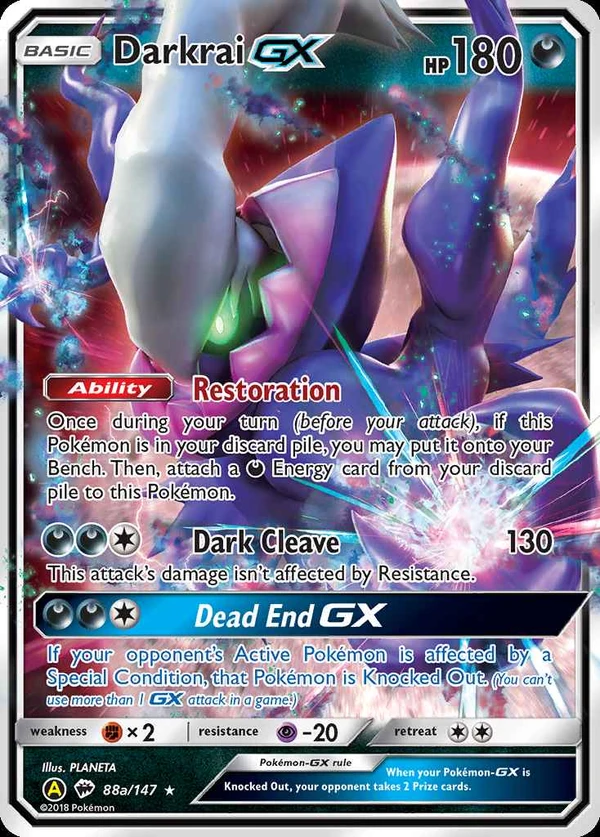 BASIC Darkrai GX HP 180
Ability Restoration
Once during your turn (before your attack), if this
Pokémon is in your discard pile, you may put it onto your
Bench. Then, attach a Energy card from your discard
pile to this Pokémon.
Dark Cleave 130
This attack's damage isn't affected by Resistance.
Dead End GX
If your opponent's Active Pokémon is affected by a
Special Condition, that Pokémon is Knocked Out. (You can't
use more than 1 GX attack in a game.)
weakness ×2 resistance -20 retreat
Illus. PLANETA Pokémon-GX rule When your Pokémon-GX is
A 88a/147 Knocked Out, your opponent takes 2 Prize cards.
©2018 Pokémon